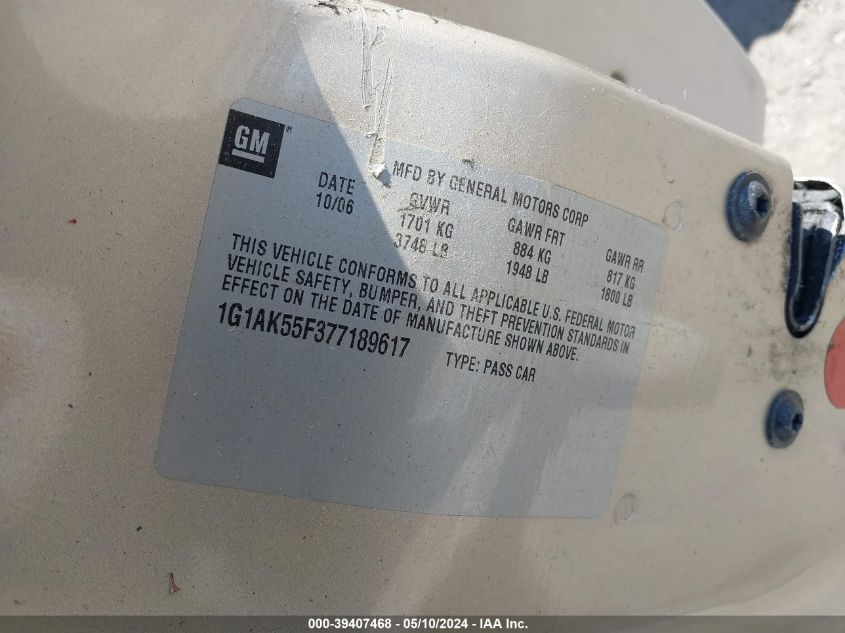 GM®
MFD BY GENERAL MOTORS CORP
DATE GVWR GAWR FRT GAWR RR
10/06 1701 KG 884 KG 817 KG
3748 LB 1948 LB 1800 LB
THIS VEHICLE CONFORMS TO ALL APPLICABLE U.S. FEDERAL MOTOR
VEHICLE SAFETY, BUMPER, AND THEFT PREVENTION STANDARDS IN
EFFECT ON THE DATE OF MANUFACTURE SHOWN ABOVE.
1G1AK55F377189617 TYPE: PASS CAR
000-39407468 - 05/10/2024 - IAA Inc.